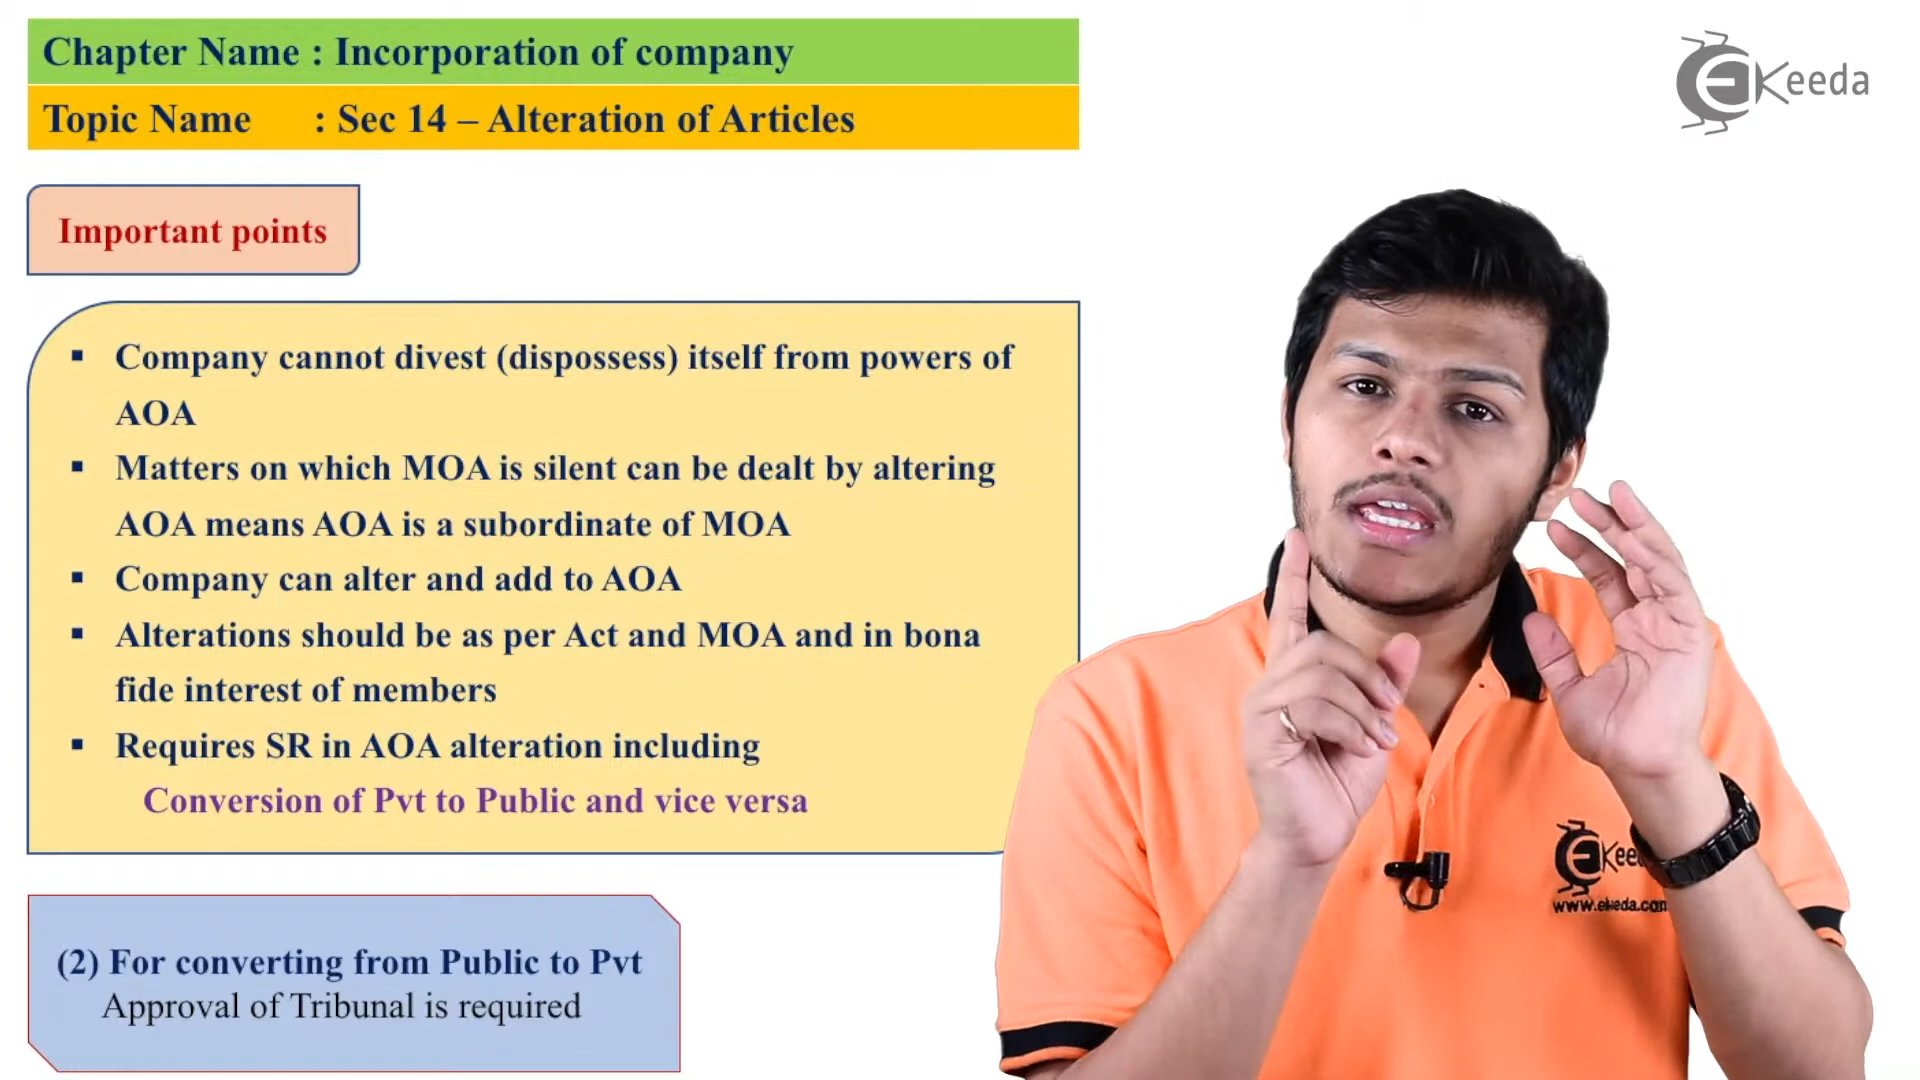 Chapter Name : Incorporation of company
Topic Name : Sec 14 – Alteration of Articles
Keeda
Important points
▪ Company cannot divest (dispossess) itself from powers of
AOA
▪ Matters on which MOA is silent can be dealt by altering
AOA means AOA is a subordinate of MOA
▪ Company can alter and add to AOA
▪ Alterations should be as per Act and MOA and in bona
fide interest of members
▪ Requires SR in AOA alteration including
Conversion of Pvt to Public and vice versa
(2) For converting from Public to Pvt
Approval of Tribunal is required
www.ekeeda.com